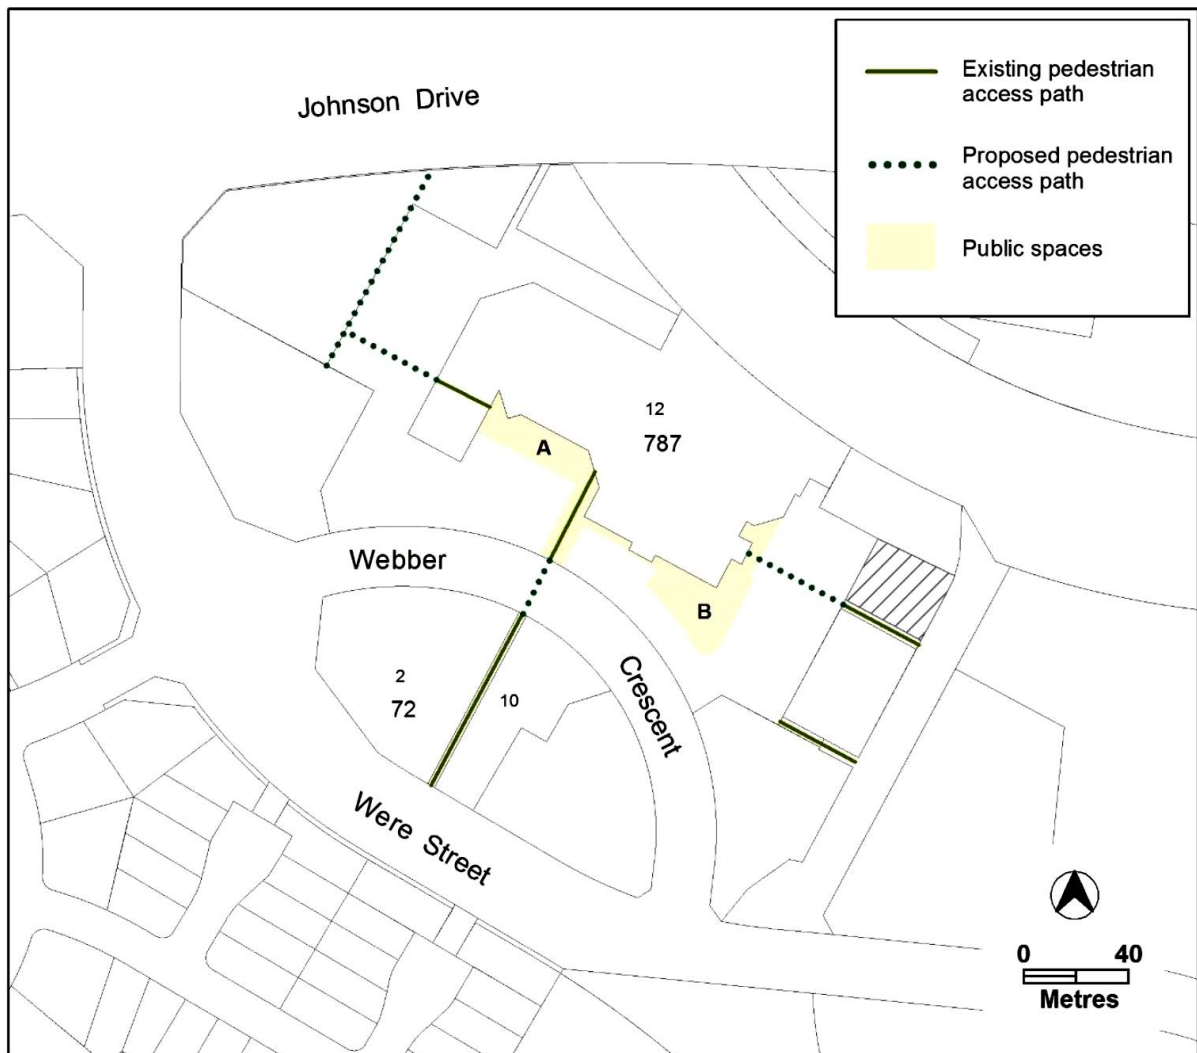 Johnson Drive
Existing pedestrian
access path
Proposed pedestrian
access path
Public spaces
12
787
A
Webber
B
Crescent
2
72
10
Were Street
0 40
Metres